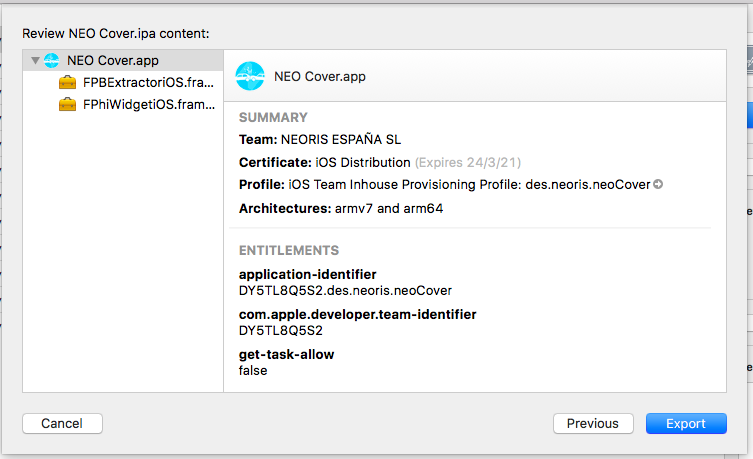 Review NEO Cover.ipa content:
NEO Cover.app
FPBExtractoriOS.fra...
FPhiWidgetiOS.fram...
NEO Cover.app
SUMMARY
Team: NEORIS ESPAÑA SL
Certificate: iOS Distribution (Expires 24/3/21)
Profile: iOS Team Inhouse Provisioning Profile: des.neoris.neoCover
Architectures: armv7 and arm64
ENTITLEMENTS
application-identifier
DY5TL8Q5S2.des.neoris.neoCover
com.apple.developer.team-identifier
DY5TL8Q5S2
get-task-allow
false
Cancel
Previous
Export